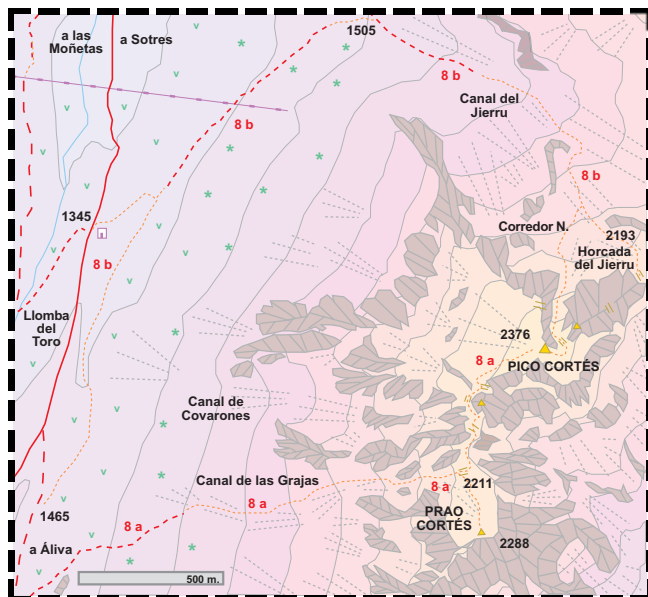 1505
a las
Moñetas
a Sotres
8 b
Canal del
Jierru
8 b
8 b
1345
Corredor N.
2193
Horcada
del Jierru
8 b
Llomba
del
Toro
2376
8 a
PICO CORTÉS
Canal de
Covarones
Canal de las Grajas
8 a
2211
8 a
1465
PRAO
CORTÉS
8 a
a Áliva
2288
500 m.